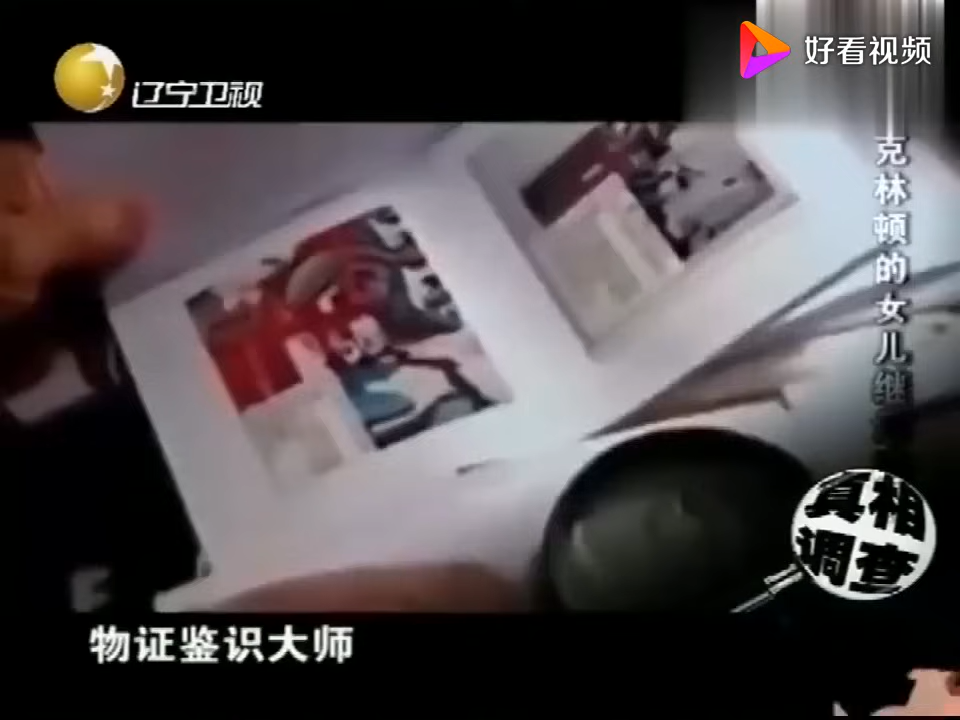 辽宁卫视
好看视频
克林顿的女儿继
真相
调查
物证鉴识大师